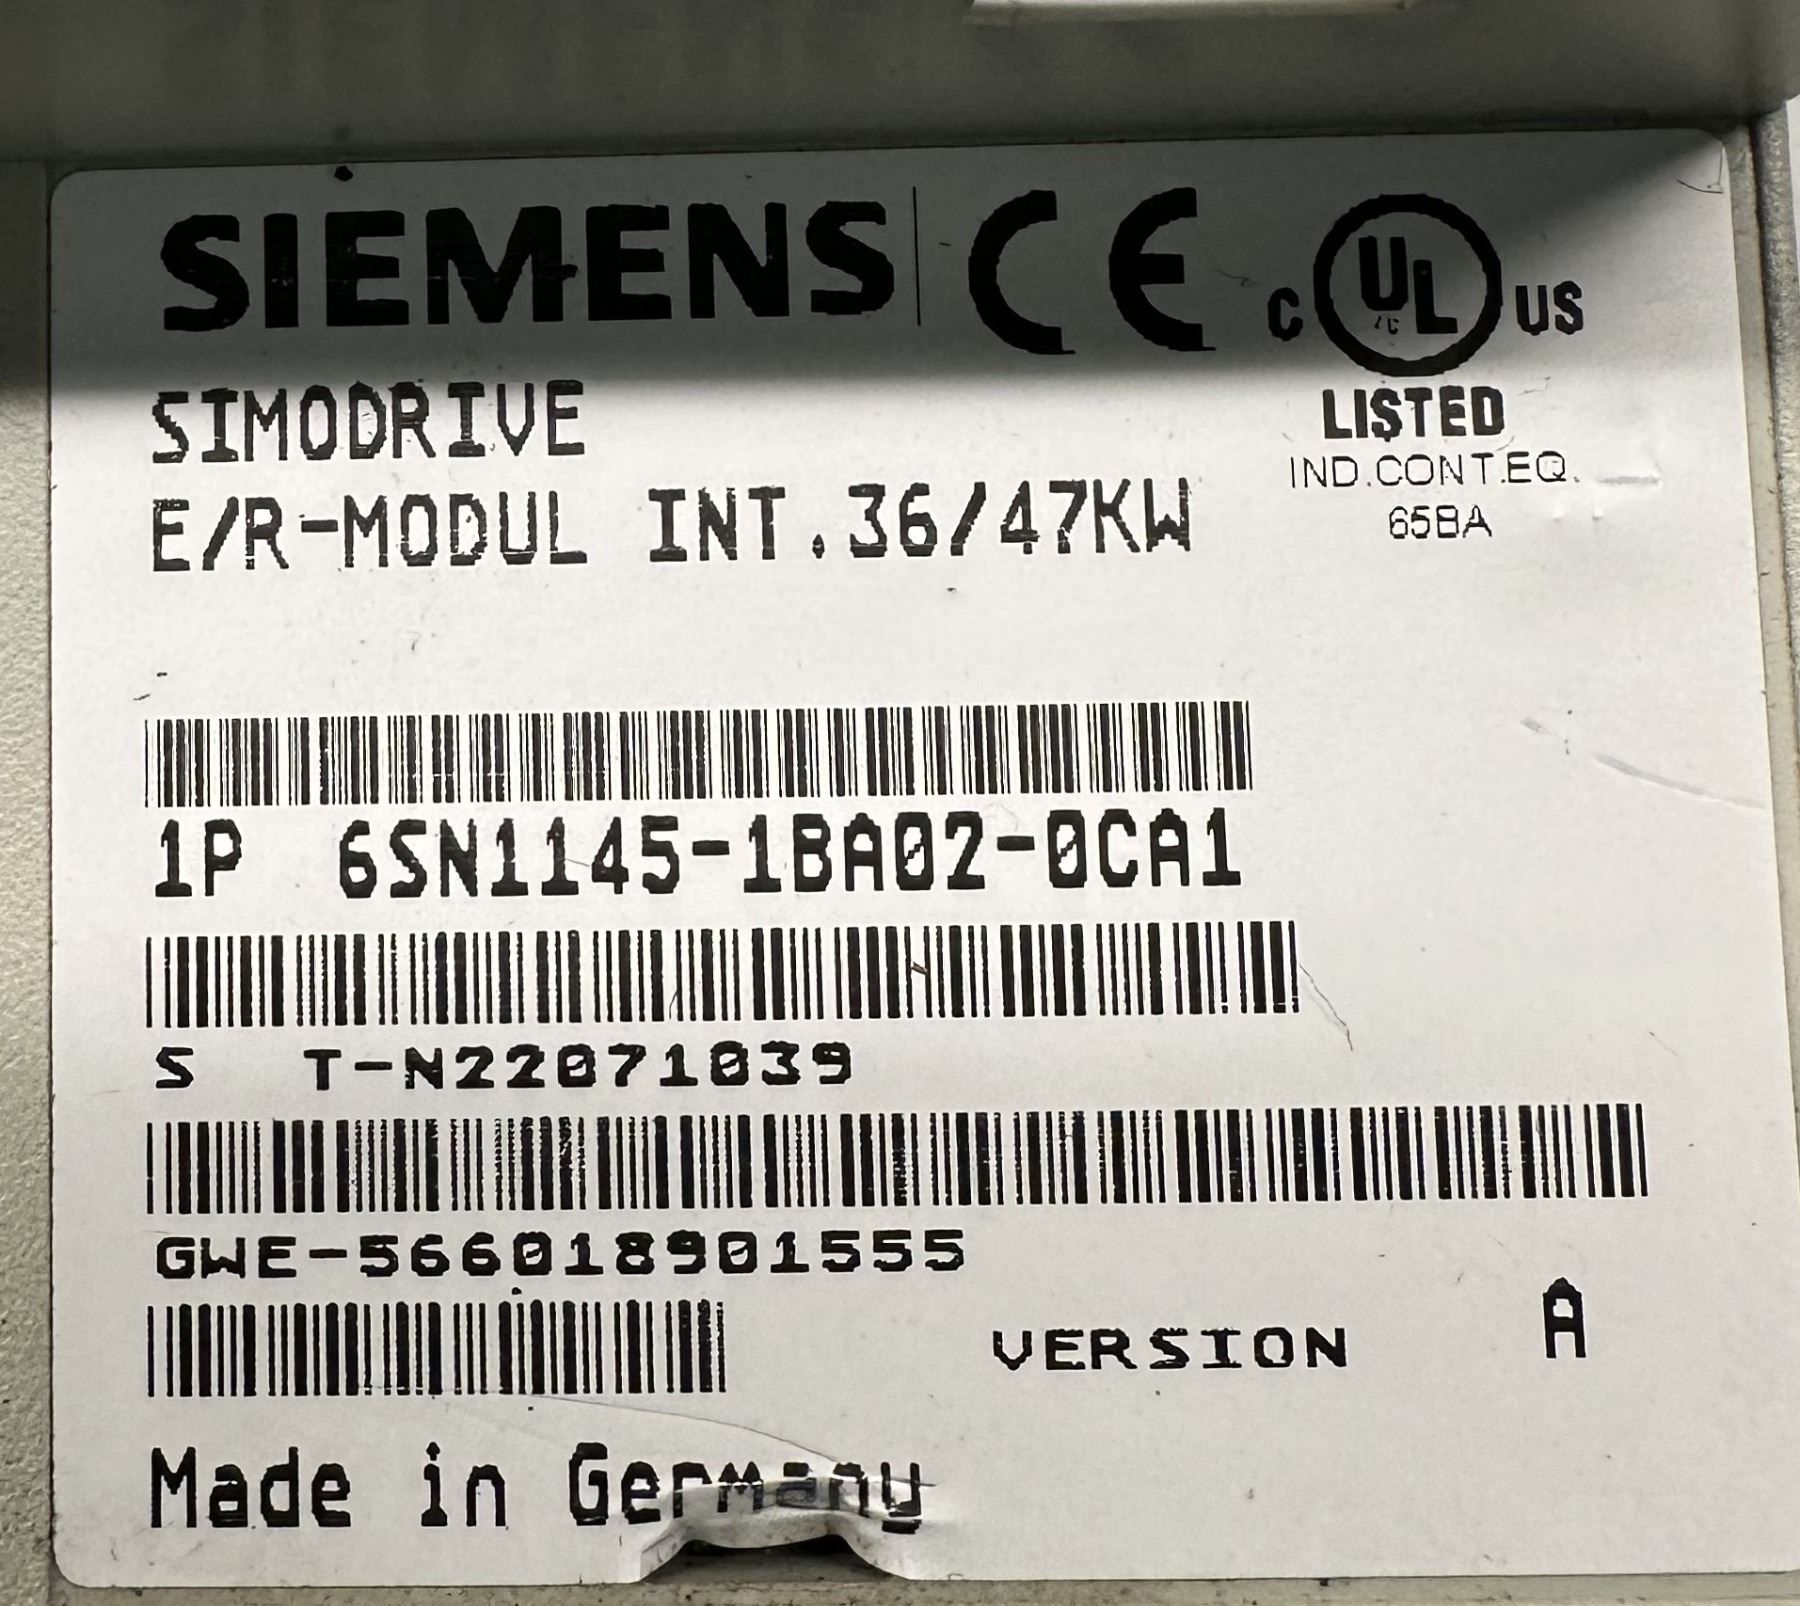 SIEMENS CE
C UL US
LISTED
IND.CONT.EQ.
65BA
SIMODRIVE
E/R-MODUL INT.36/47KW
1P 6SN1145-1BA02-0CA1
S T-N22071039
GWE-566018901555
VERSION A
Made in Germany